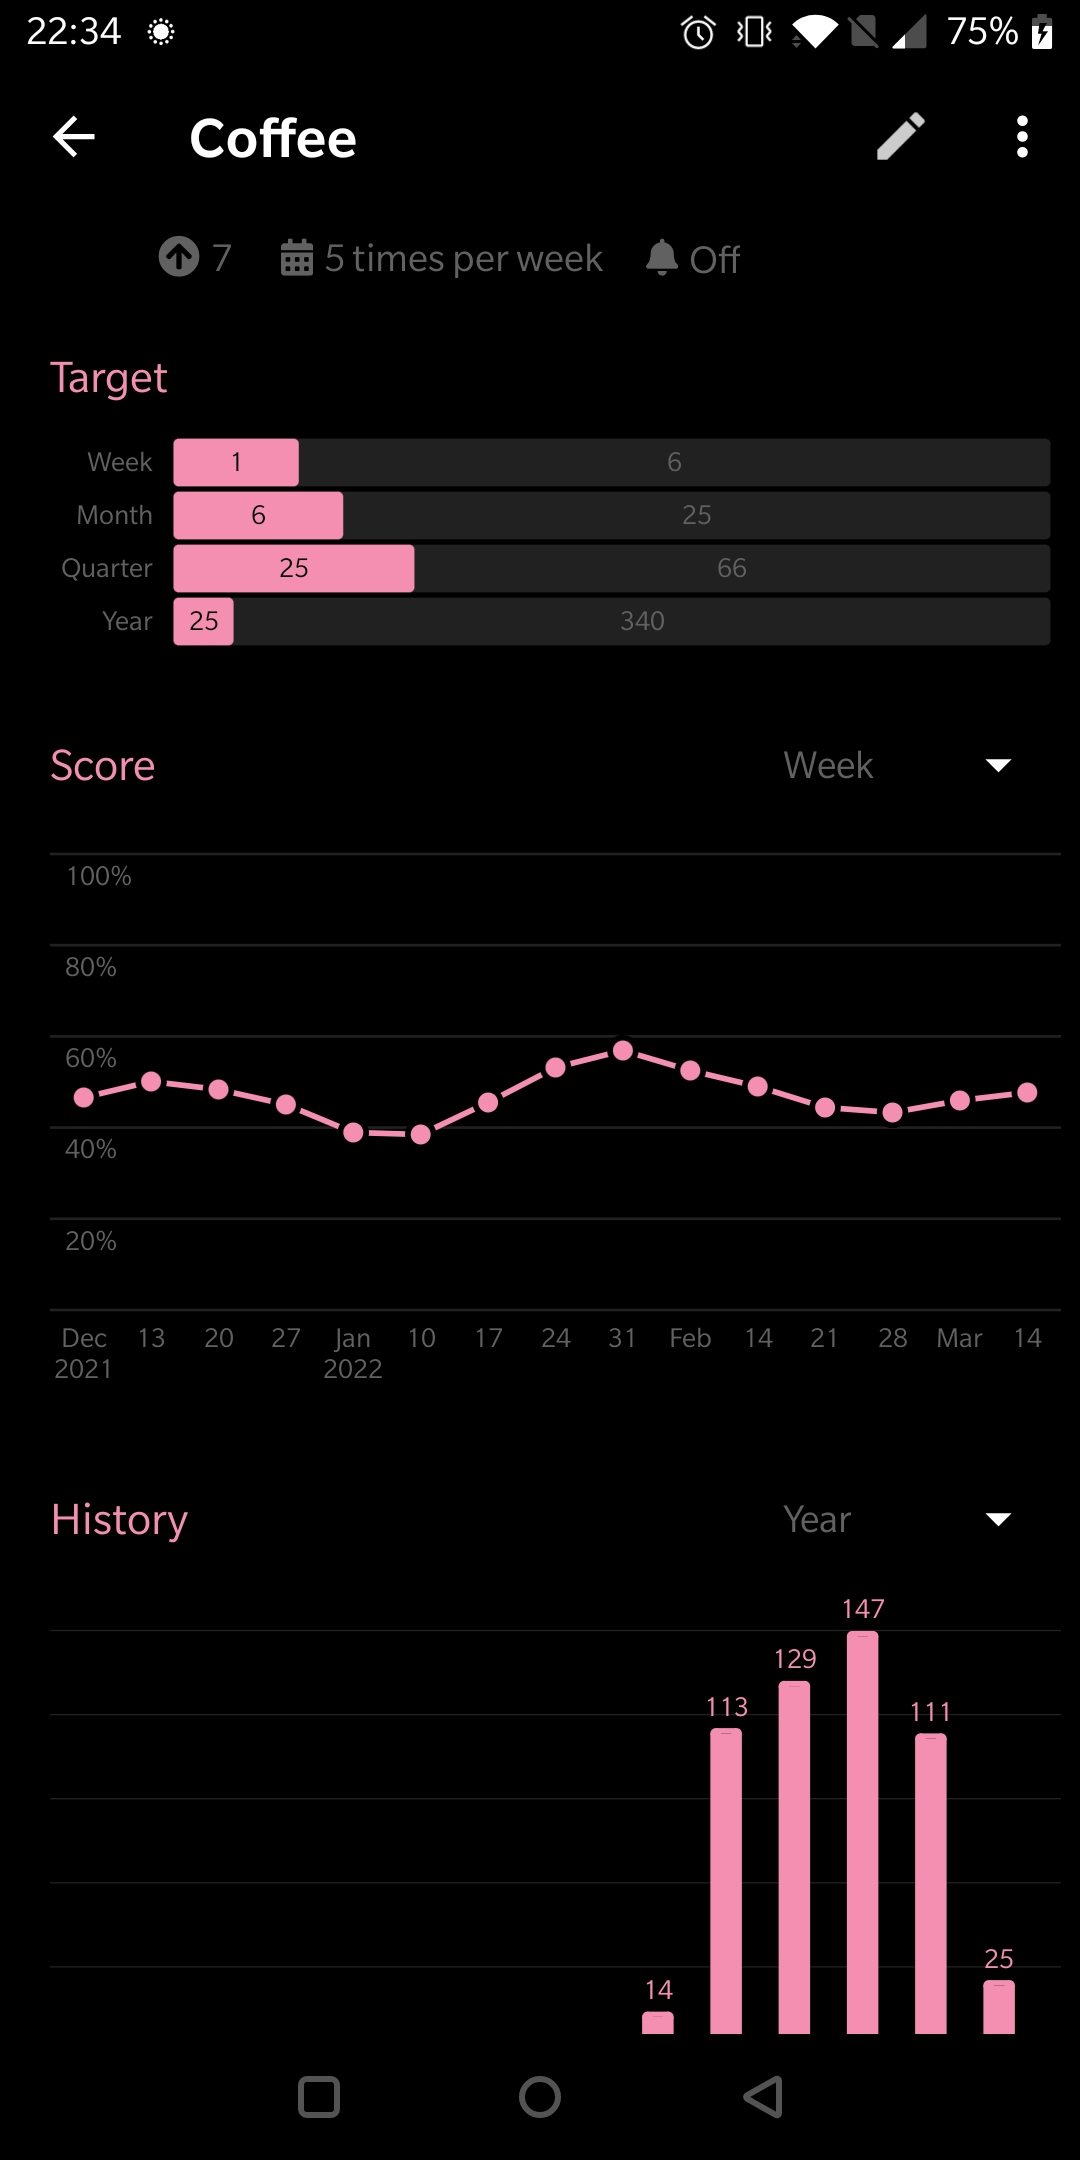 22:34 75%
Coffee
7 5 times per week Off
Target
Week 1 6
Month 6 25
Quarter 25 66
Year 25 340
Score Week
100%
80%
60%
40%
20%
Dec 13 20 27 Jan 10 17 24 31 Feb 14 21 28 Mar 14
2021 2022
History Year
147
129
113 111
25
14